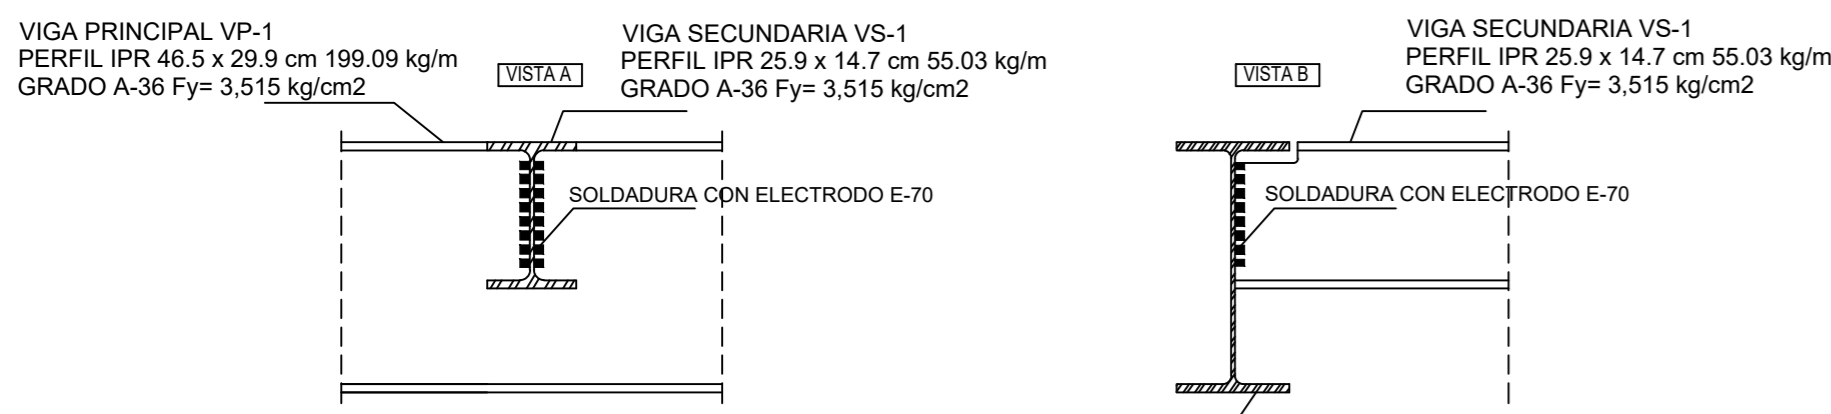 VIGA PRINCIPAL VP-1
PERFIL IPR 46.5 x 29.9 cm 199.09 kg/m
GRADO A-36 Fy= 3,515 kg/cm2
VISTA A
VIGA SECUNDARIA VS-1
PERFIL IPR 25.9 x 14.7 cm 55.03 kg/m
GRADO A-36 Fy= 3,515 kg/cm2
SOLDADURA CON ELECTRODO E-70
VISTA B
VIGA SECUNDARIA VS-1
PERFIL IPR 25.9 x 14.7 cm 55.03 kg/m
GRADO A-36 Fy= 3,515 kg/cm2
SOLDADURA CON ELECTRODO E-70